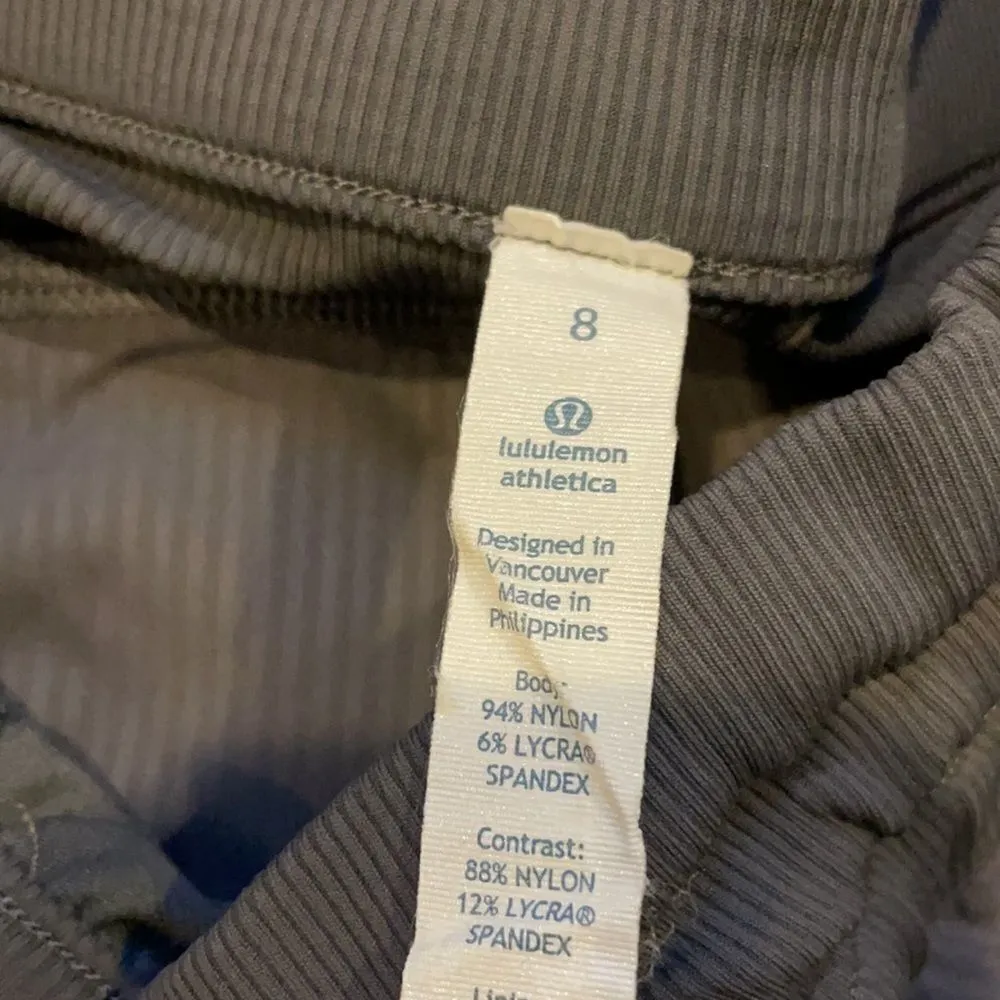 8
lululemon
athletica
Designed in
Vancouver
Made in
Philippines
Body:
94% NYLON
6% LYCRA®
SPANDEX
Contrast:
88% NYLON
12% LYCRA®
SPANDEX